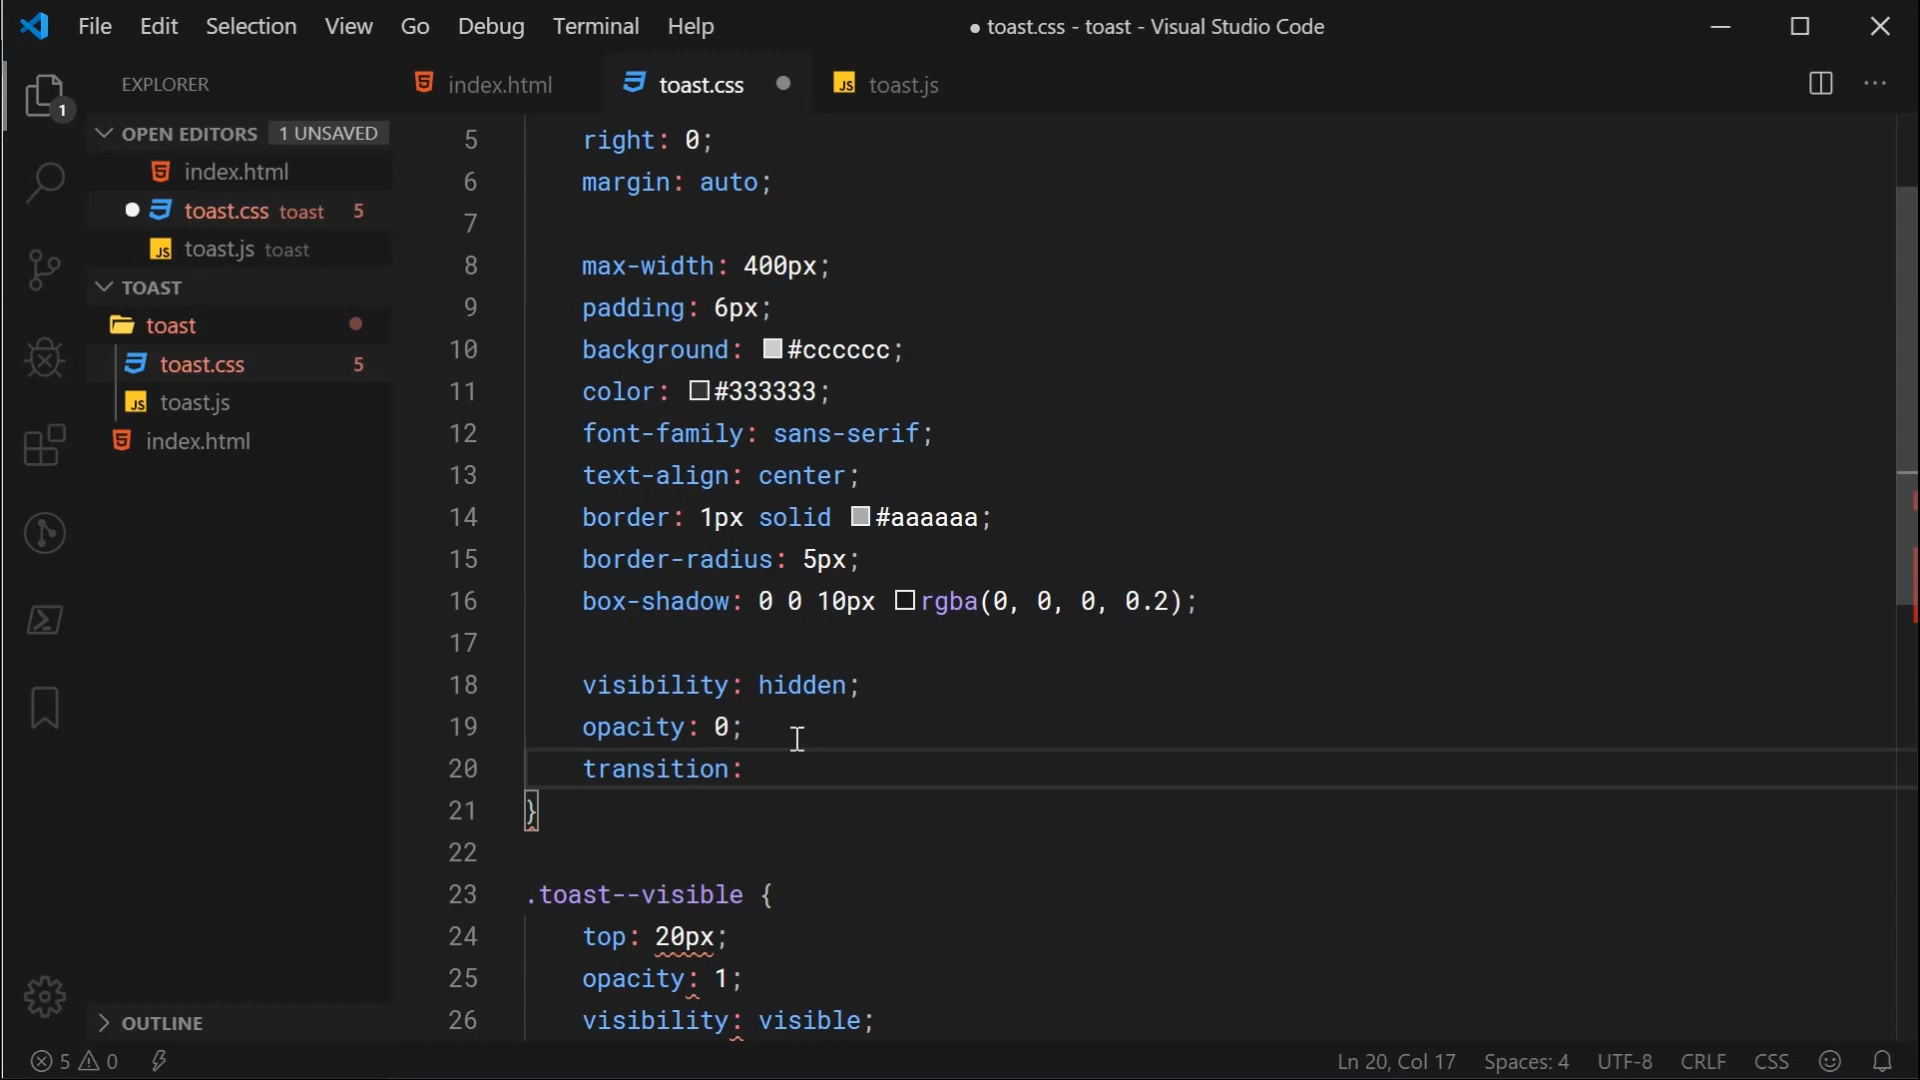 File Edit Selection View Go Debug Terminal Help
● toast.css - toast - Visual Studio Code
EXPLORER
index.html
toast.css
JS toast.js
1
OPEN EDITORS 1 UNSAVED
index.html
toast.css toast 5
JS toast.js toast
TOAST
toast
toast.css 5
JS toast.js
index.html
OUTLINE
5 right: 0;
6 margin: auto;
7
8 max-width: 400px;
9 padding: 6px;
10 background: #cccccc;
11 color: #333333;
12 font-family: sans-serif;
13 text-align: center;
14 border: 1px solid #aaaaaa;
15 border-radius: 5px;
16 box-shadow: 0 0 10px rgba(0, 0, 0, 0.2);
17
18 visibility: hidden;
19 opacity: 0;
20 transition:
21 }
22
23 .toast--visible {
24 top: 20px;
25 opacity: 1;
26 visibility: visible;
5 0
Ln 20, Col 17 Spaces: 4 UTF-8 CRLF CSS